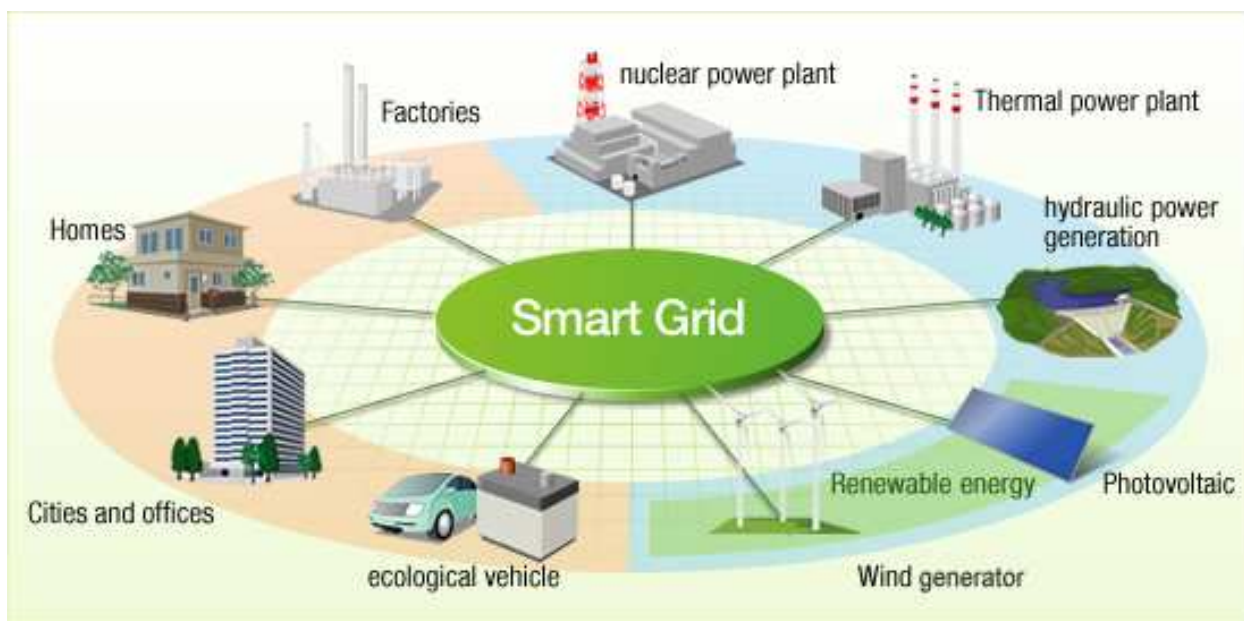 nuclear power plant
Thermal power plant
Factories
hydraulic power
generation
Homes
Smart Grid
Renewable energy
Photovoltaic
Cities and offices
ecological vehicle
Wind generator